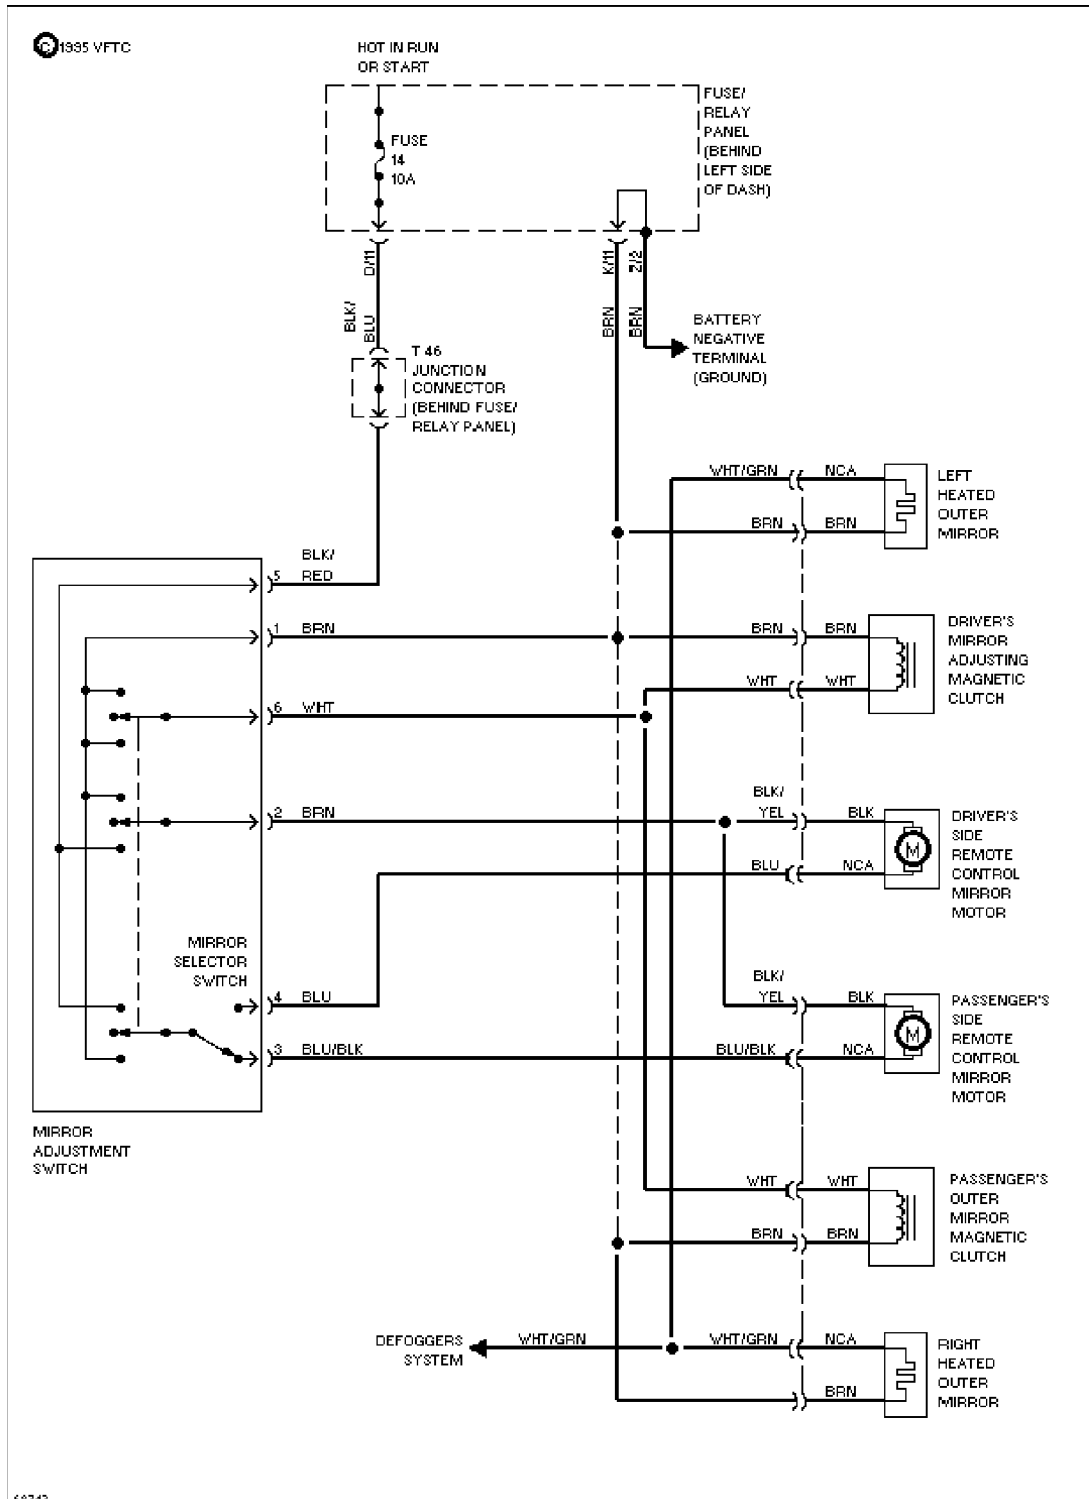 © 1995 VFTC
HOT IN RUN
OR START
FUSE/
RELAY
PANEL
(BEHIND
LEFT SIDE
OF DASH)
FUSE
14
10A
D/11
K/11
Z/2
BLK/
BLU
BRN
BRN
BATTERY
NEGATIVE
TERMINAL
(GROUND)
T 46
JUNCTION
CONNECTOR
(BEHIND FUSE/
RELAY PANEL)
WHT/GRN
NCA
LEFT
HEATED
OUTER
MIRROR
BRN
BRN
BLK/
5
RED
1
BRN
BRN
BRN
DRIVER'S
MIRROR
ADJUSTING
MAGNETIC
CLUTCH
WHT
WHT
6
WHT
BLK/
2
BRN
YEL
BLK
DRIVER'S
SIDE
REMOTE
CONTROL
MIRROR
MOTOR
M
BLU
NCA
MIRROR
SELECTOR
SWITCH
BLK/
4
BLU
YEL
BLK
PASSENGER'S
SIDE
REMOTE
CONTROL
MIRROR
MOTOR
M
3
BLU/BLK
BLU/BLK
NCA
MIRROR
ADJUSTMENT
SWITCH
WHT
WHT
PASSENGER'S
OUTER
MIRROR
MAGNETIC
CLUTCH
BRN
BRN
DEFOGGERS
SYSTEM
WHT/GRN
WHT/GRN
NCA
RIGHT
HEATED
OUTER
MIRROR
BRN